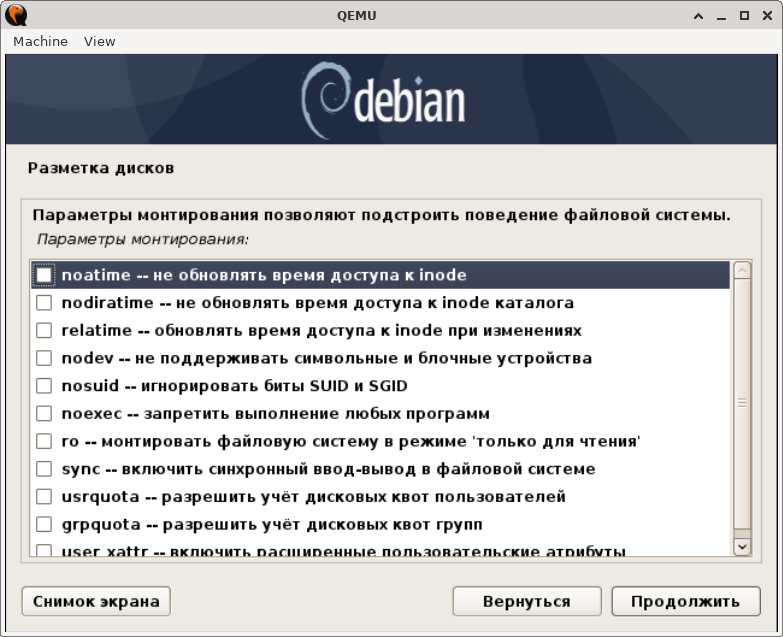 QEMU
Machine View
debian
Разметка дисков
Параметры монтирования позволяют подстроить поведение файловой системы.
Параметры монтирования:
noatime -- не обновлять время доступа к inode
nodiratime -- не обновлять время доступа к inode каталога
relatime -- обновлять время доступа к inode при изменениях
nodev -- не поддерживать символьные и блочные устройства
nosuid -- игнорировать биты SUID и SGID
noexec -- запретить выполнение любых программ
ro -- монтировать файловую систему в режиме 'только для чтения'
sync -- включить синхронный ввод-вывод в файловой системе
usrquota -- разрешить учёт дисковых квот пользователей
grpquota -- разрешить учёт дисковых квот групп
user_xattr -- включить расширенные пользовательские атрибуты
Снимок экрана Вернуться Продолжить